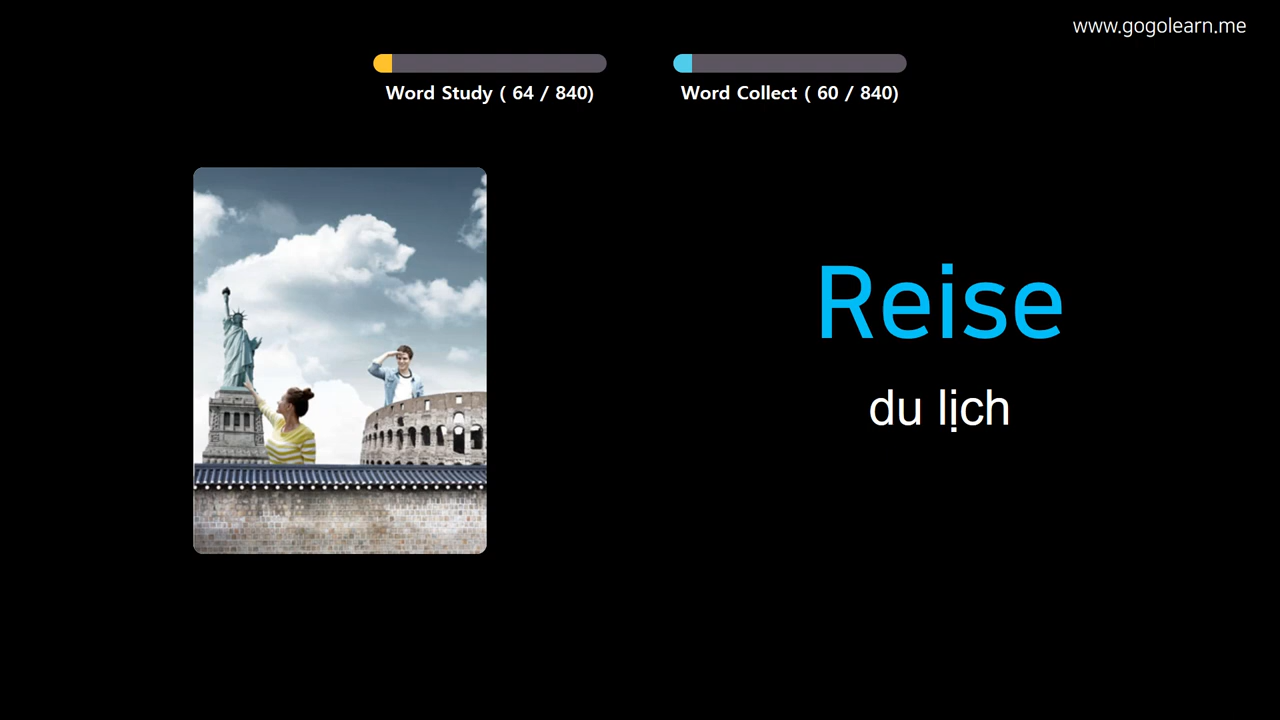 www.gogolearn.me
Word Study ( 64 / 840)
Word Collect ( 60 / 840)
Reise
du lịch